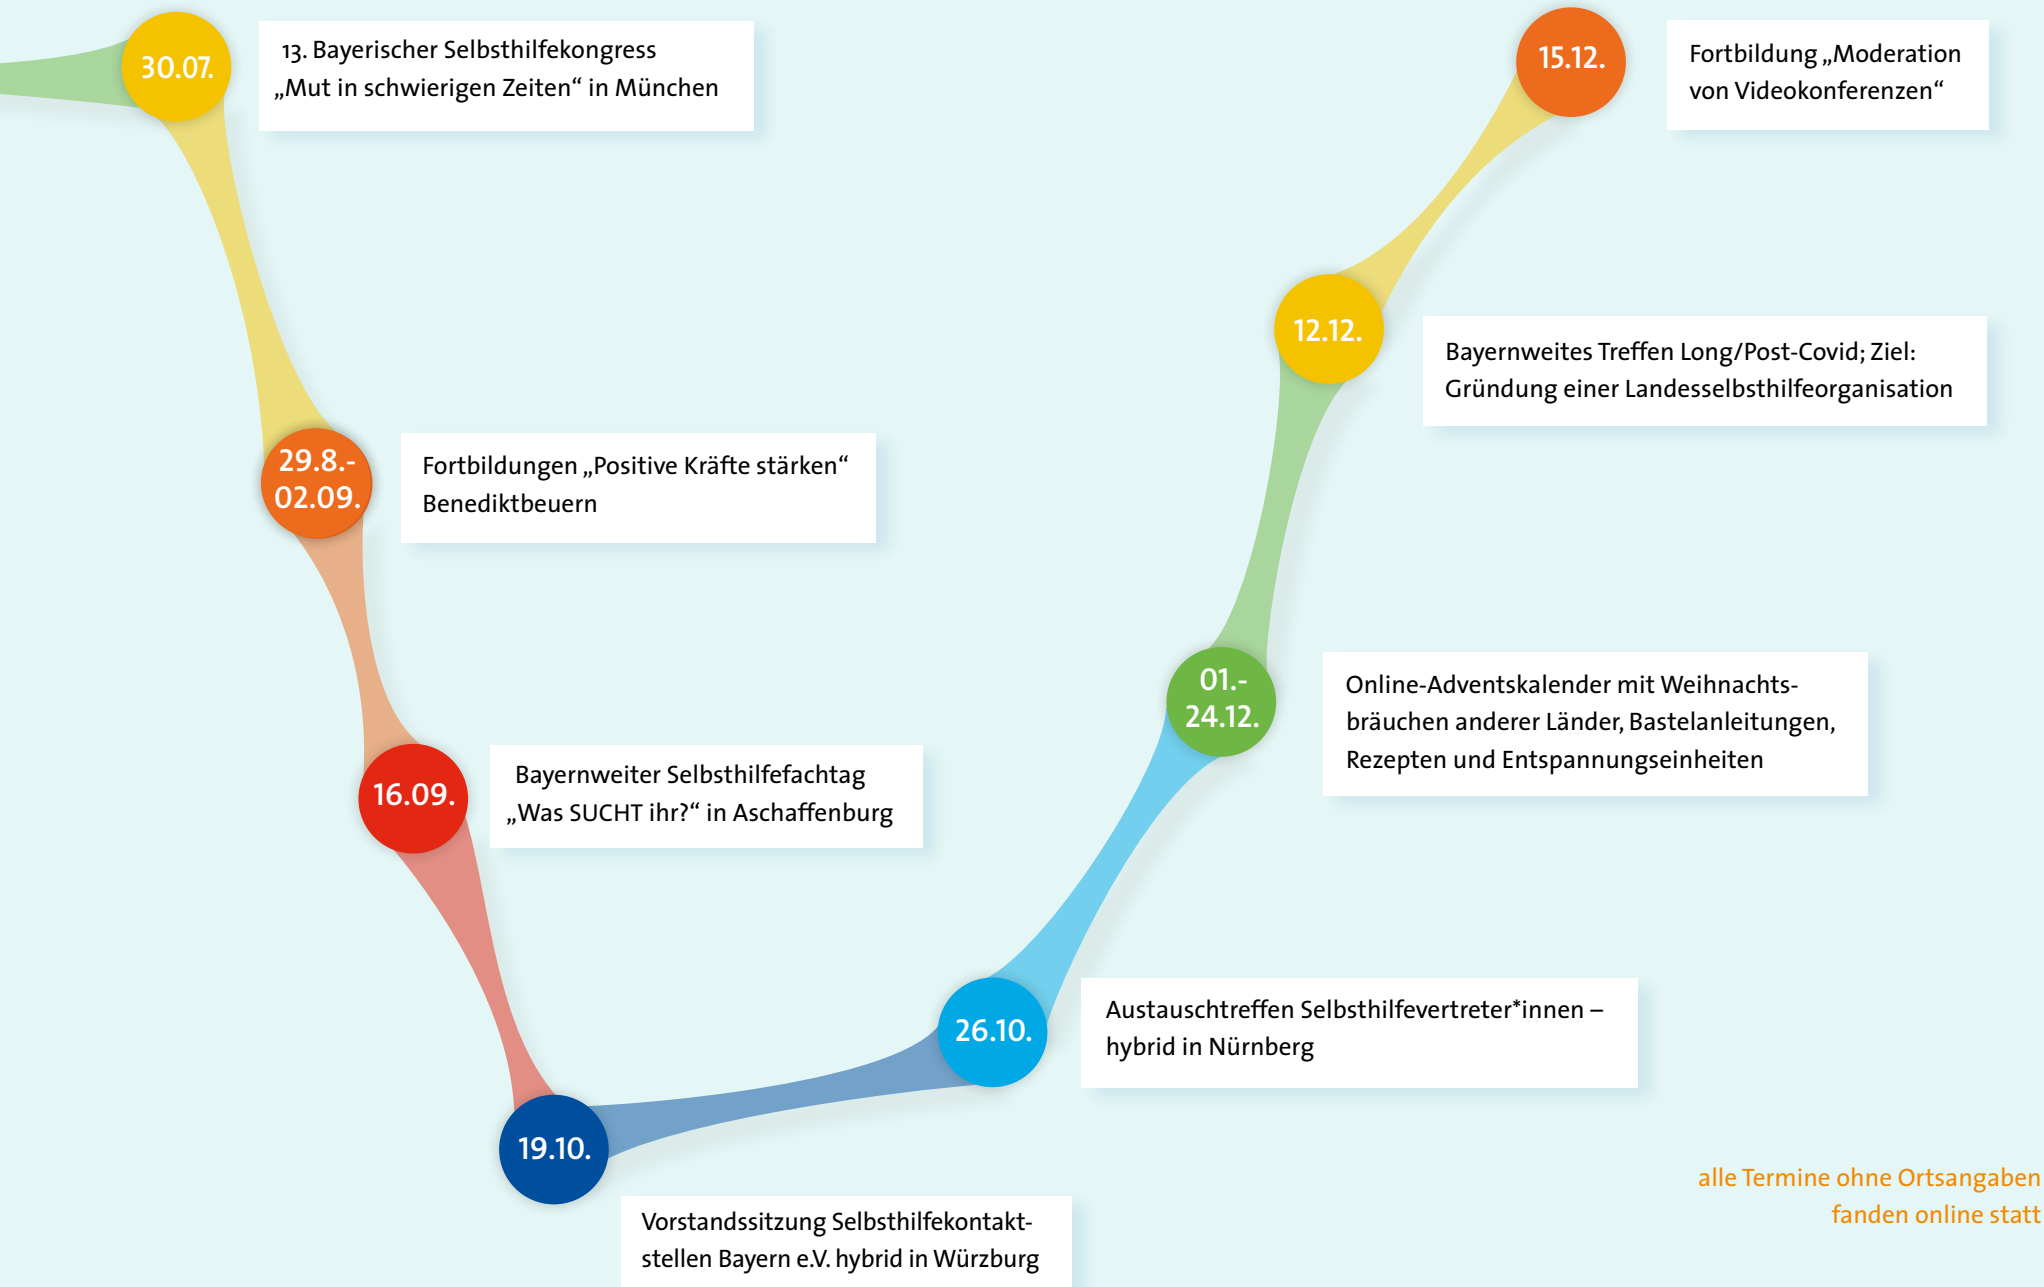 30.07.
13. Bayerischer Selbsthilfekongress
„Mut in schwierigen Zeiten“ in München
29.8.-
02.09.
Fortbildungen „Positive Kräfte stärken“
Benediktbeuern
16.09.
Bayernweiter Selbsthilfefachtag
„Was SUCHT ihr?“ in Aschaffenburg
19.10.
Vorstandssitzung Selbsthilfekontakt-
stellen Bayern e.V. hybrid in Würzburg
26.10.
Austauschtreffen Selbsthilfevertreter*innen –
hybrid in Nürnberg
01.-
24.12.
Online-Adventskalender mit Weihnachts-
bräuchen anderer Länder, Bastelanleitungen,
Rezepten und Entspannungseinheiten
12.12.
Bayernweites Treffen Long/Post-Covid; Ziel:
Gründung einer Landesselbsthilfeorganisation
15.12.
Fortbildung „Moderation
von Videokonferenzen“
alle Termine ohne Ortsangaben
fanden online statt